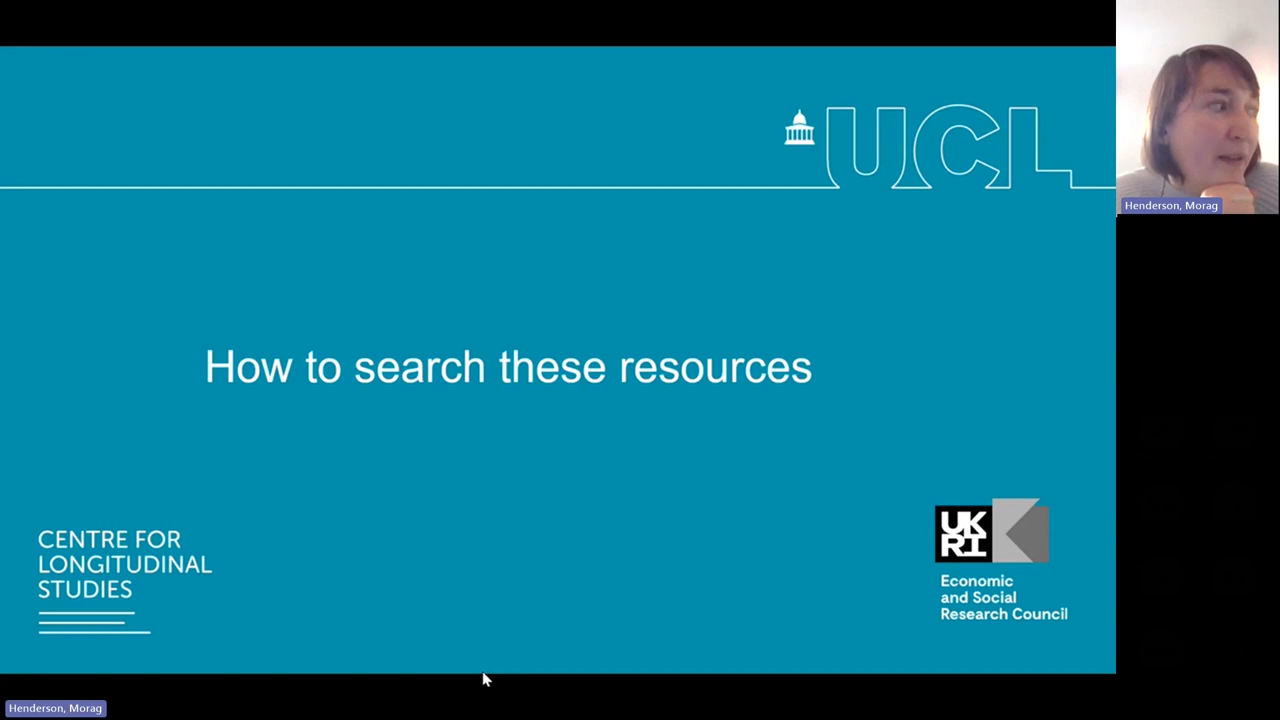 UCL
Henderson, Morag
How to search these resources
CENTRE FOR
LONGITUDINAL
STUDIES
UK
RI
Economic
and Social
Research Council
Henderson, Morag